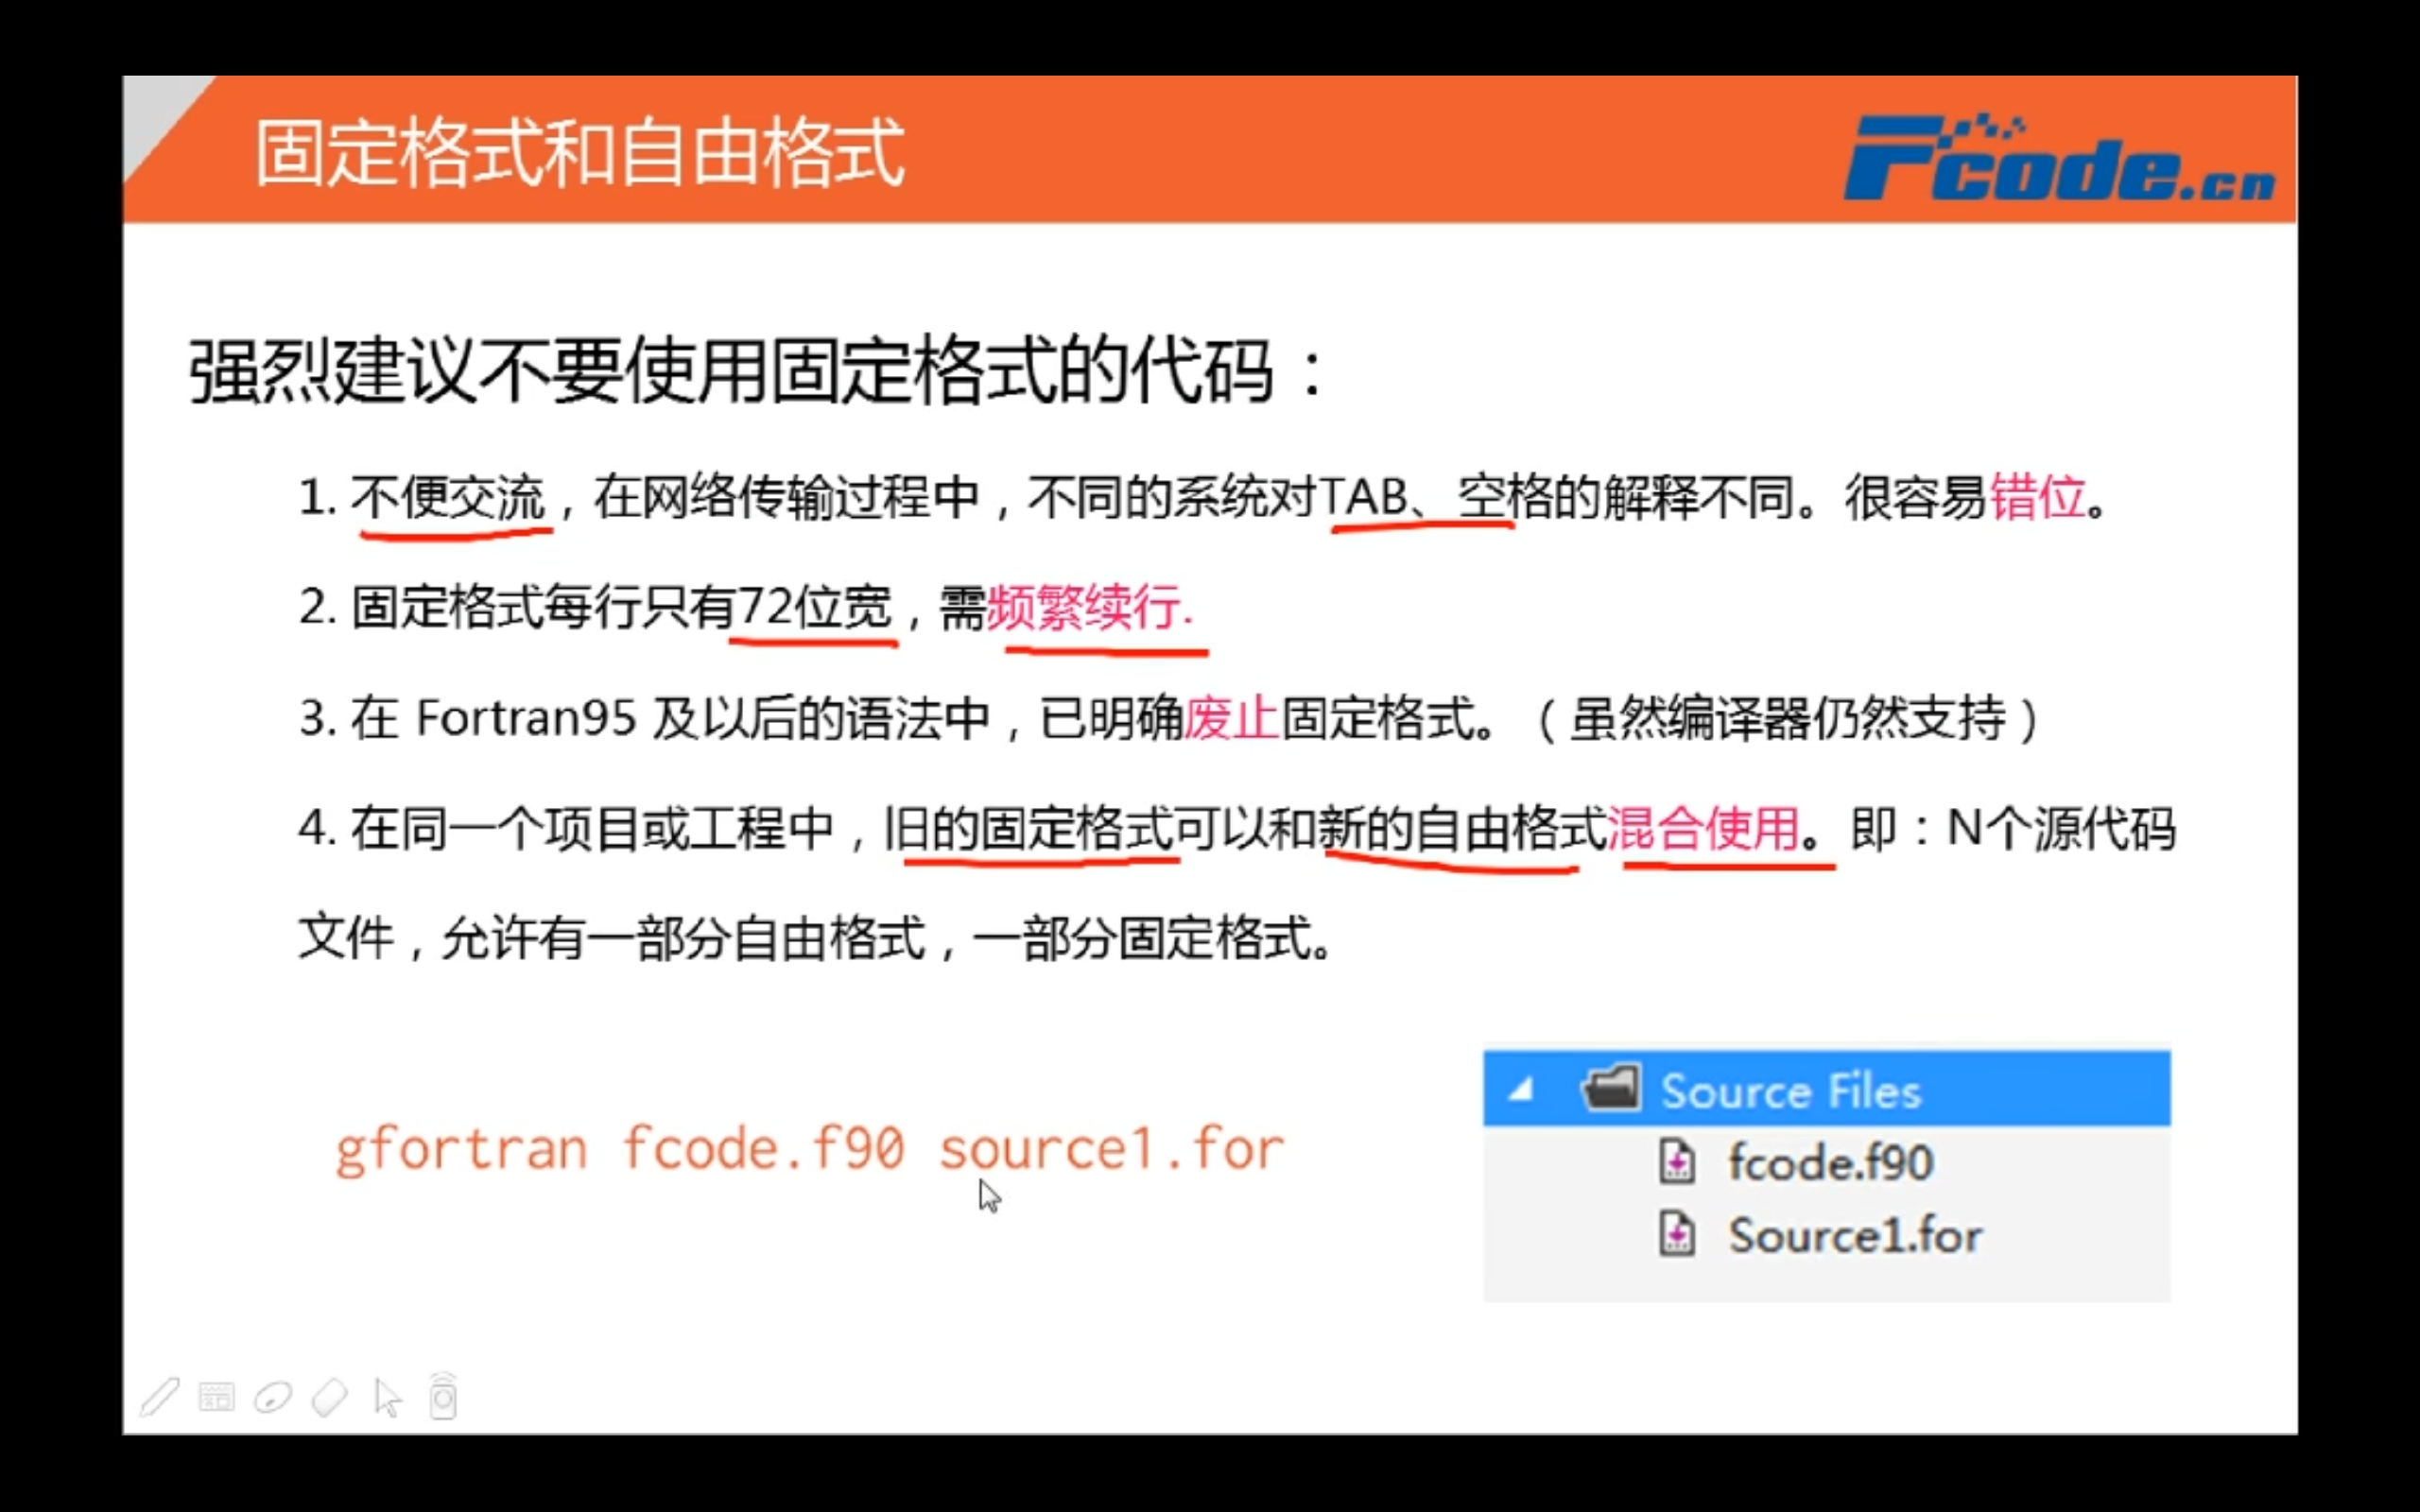 固定格式和自由格式
Fcode.cn
强烈建议不要使用固定格式的代码：
1. 不便交流，在网络传输过程中，不同的系统对TAB、空格的解释不同。很容易错位。
2. 固定格式每行只有72位宽，需频繁续行.
3. 在 Fortran95 及以后的语法中，已明确废止固定格式。（虽然编译器仍然支持）
4. 在同一个项目或工程中，旧的固定格式可以和新的自由格式混合使用。即：N个源代码
文件，允许有一部分自由格式，一部分固定格式。
gfortran fcode.f90 source1.for
Source Files
fcode.f90
Source1.for